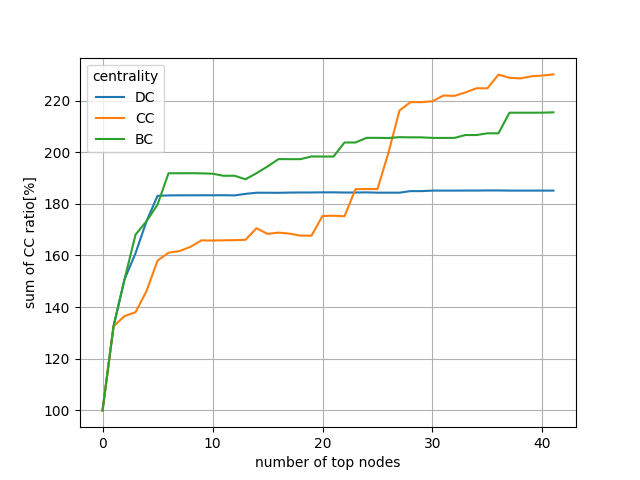 centrality
DC
CC
BC
sum of CC ratio[%]
220
200
180
160
140
120
100
0
10
20
30
40
number of top nodes